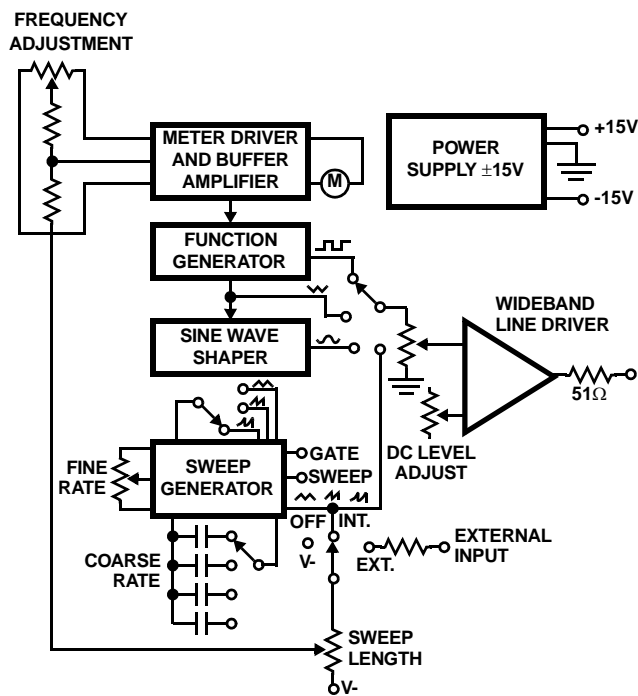 FREQUENCY
ADJUSTMENT
METER DRIVER
AND BUFFER
AMPLIFIER
M
POWER
SUPPLY ±15V
+15V
-15V
FUNCTION
GENERATOR
SINE WAVE
SHAPER
WIDEBAND
LINE DRIVER
51Ω
DC LEVEL
ADJUST
FINE
RATE
SWEEP
GENERATOR
GATE
SWEEP
OFF
INT.
V-
EXT.
EXTERNAL
INPUT
COARSE
RATE
SWEEP
LENGTH
V-